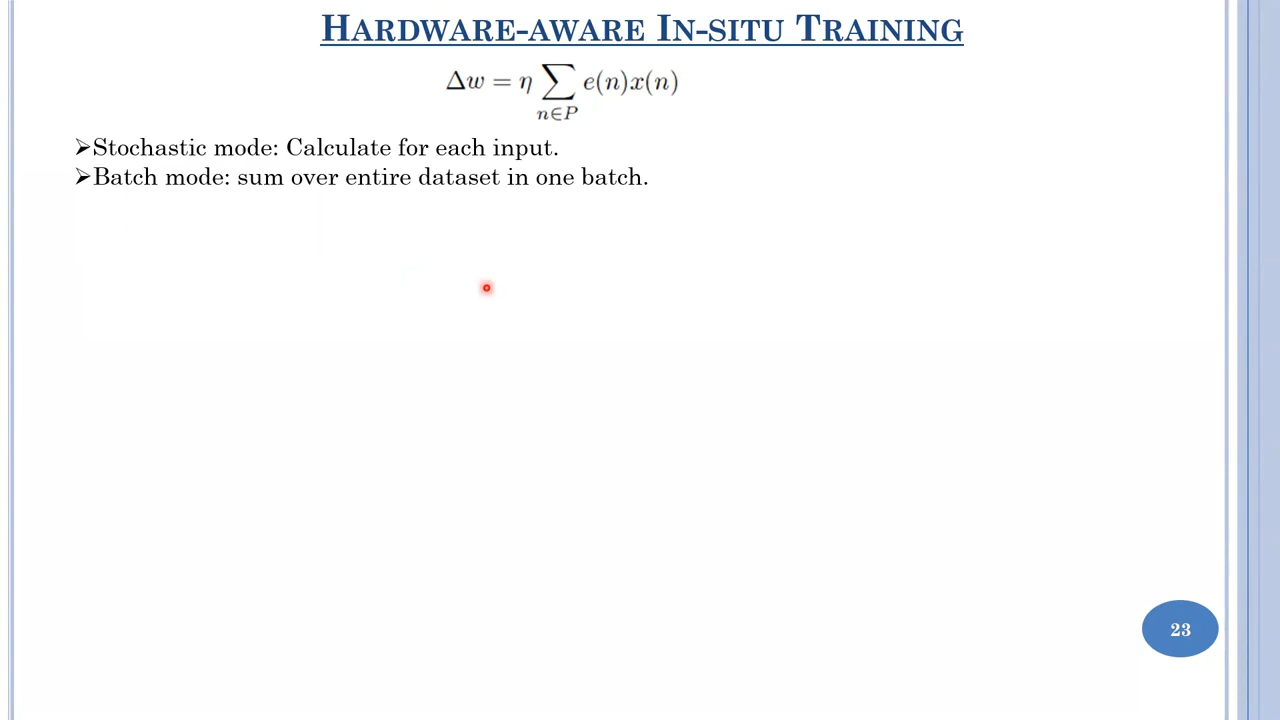 HARDWARE-AWARE IN-SITU TRAINING
Δw = η ∑ e(n)x(n)
n∈P
➢Stochastic mode: Calculate for each input.
➢Batch mode: sum over entire dataset in one batch.
23